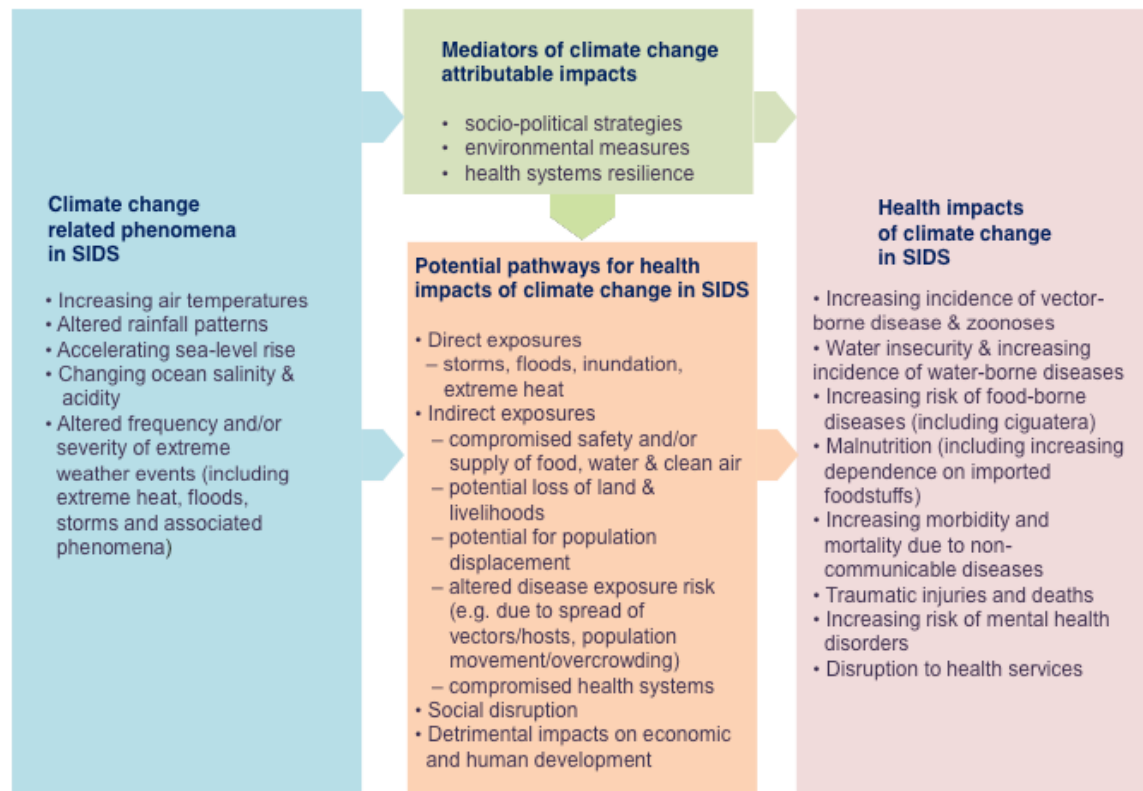 Climate change
related phenomena
in SIDS
• Increasing air temperatures
• Altered rainfall patterns
• Accelerating sea-level rise
• Changing ocean salinity &
acidity
• Altered frequency and/or
severity of extreme
weather events (including
extreme heat, floods,
storms and associated
phenomena)
Mediators of climate change
attributable impacts
• socio-political strategies
• environmental measures
• health systems resilience
Potential pathways for health
impacts of climate change in SIDS
• Direct exposures
– storms, floods, inundation,
extreme heat
• Indirect exposures
– compromised safety and/or
supply of food, water & clean air
– potential loss of land &
livelihoods
– potential for population
displacement
– altered disease exposure risk
(e.g. due to spread of
vectors/hosts, population
movement/overcrowding)
– compromised health systems
• Social disruption
• Detrimental impacts on economic
and human development
Health impacts
of climate change
in SIDS
• Increasing incidence of vector-
borne disease & zoonoses
• Water insecurity & increasing
incidence of water-borne diseases
• Increasing risk of food-borne
diseases (including ciguatera)
• Malnutrition (including increasing
dependence on imported
foodstuffs)
• Increasing morbidity and
mortality due to non-
communicable diseases
• Traumatic injuries and deaths
• Increasing risk of mental health
disorders
• Disruption to health services